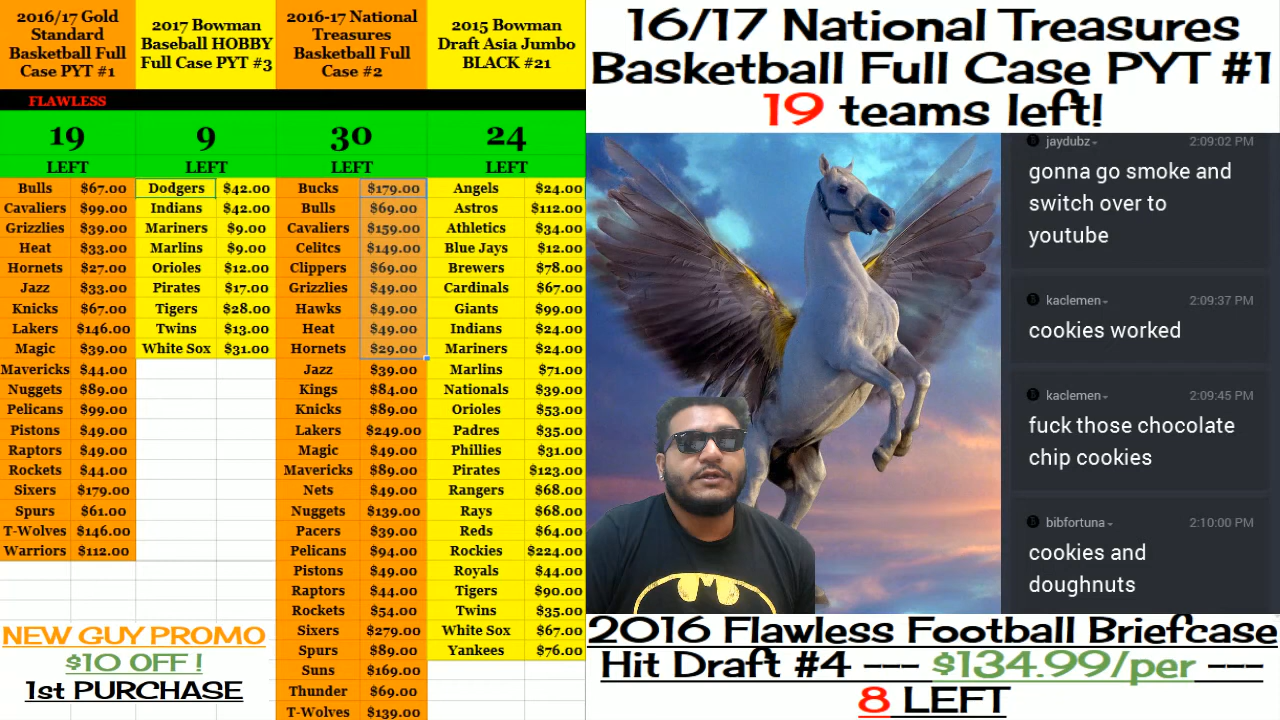 2016/17 Gold
Standard
Basketball Full
Case PYT #1
2017 Bowman
Baseball HOBBY
Full Case PYT #3
2016-17 National
Treasures
Basketball Full
Case #2
2015 Bowman
Draft Asia Jumbo
BLACK #21
FLAWLESS
19 9 30 24
LEFT LEFT LEFT LEFT
Bulls $67.00 Dodgers $42.00 Bucks $179.00 Angels $24.00
Cavaliers $99.00 Indians $42.00 Bulls $69.00 Astros $112.00
Grizzlies $39.00 Mariners $9.00 Cavaliers $159.00 Athletics $34.00
Heat $33.00 Marlins $9.00 Celitcs $149.00 Blue Jays $12.00
Hornets $27.00 Orioles $12.00 Clippers $69.00 Brewers $78.00
Jazz $33.00 Pirates $17.00 Grizzlies $49.00 Cardinals $67.00
Knicks $67.00 Tigers $28.00 Hawks $49.00 Giants $99.00
Lakers $146.00 Twins $13.00 Heat $49.00 Indians $24.00
Magic $39.00 White Sox $31.00 Hornets $29.00 Mariners $24.00
Mavericks $44.00 Jazz $39.00 Marlins $71.00
Nuggets $89.00 Kings $84.00 Nationals $39.00
Pelicans $99.00 Knicks $89.00 Orioles $53.00
Pistons $49.00 Lakers $249.00 Padres $35.00
Raptors $49.00 Magic $49.00 Phillies $31.00
Rockets $44.00 Mavericks $89.00 Pirates $123.00
Sixers $179.00 Nets $49.00 Rangers $68.00
Spurs $61.00 Nuggets $139.00 Rays $68.00
T-Wolves $146.00 Pacers $39.00 Reds $64.00
Warriors $112.00 Pelicans $94.00 Rockies $224.00
Pistons $49.00 Royals $44.00
Raptors $44.00 Tigers $90.00
Rockets $54.00 Twins $35.00
Sixers $279.00 White Sox $67.00
Spurs $89.00 Yankees $76.00
Suns $169.00
Thunder $69.00
T-Wolves $139.00
NEW GUY PROMO
$10 OFF !
1st PURCHASE
16/17 National Treasures
Basketball Full Case PYT #1
19 teams left!
jaydubz 2:09:02 PM
gonna go smoke and
switch over to
youtube
kaclemen 2:09:37 PM
cookies worked
kaclemen 2:09:45 PM
fuck those chocolate
chip cookies
bibfortuna 2:10:00 PM
cookies and
doughnuts
2016 Flawless Football Briefcase
Hit Draft #4 --- $134.99/per ---
8 LEFT